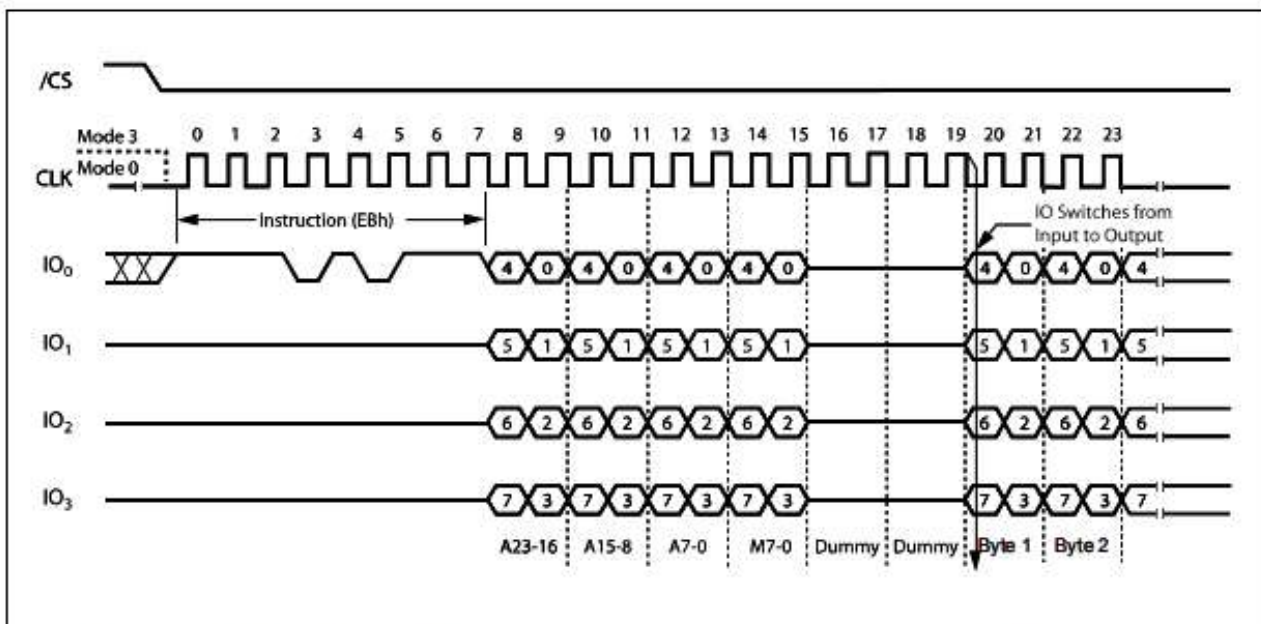 /CS
Mode 3
0 1 2 3 4 5 6 7 8 9 10 11 12 13 14 15 16 17 18 19 20 21 22 23
CLK
Mode 0
Instruction (EBh)
IO Switches from
Input to Output
IO0
4 0 4 0 4 0 4 0 4 0 4 0 4
IO1
5 1 5 1 5 1 5 1 5 1 5 1 5
IO2
6 2 6 2 6 2 6 2 6 2 6 2 6
IO3
7 3 7 3 7 3 7 3 7 3 7 3 7
A23-16 A15-8 A7-0 M7-0 Dummy Dummy Byte 1 Byte 2